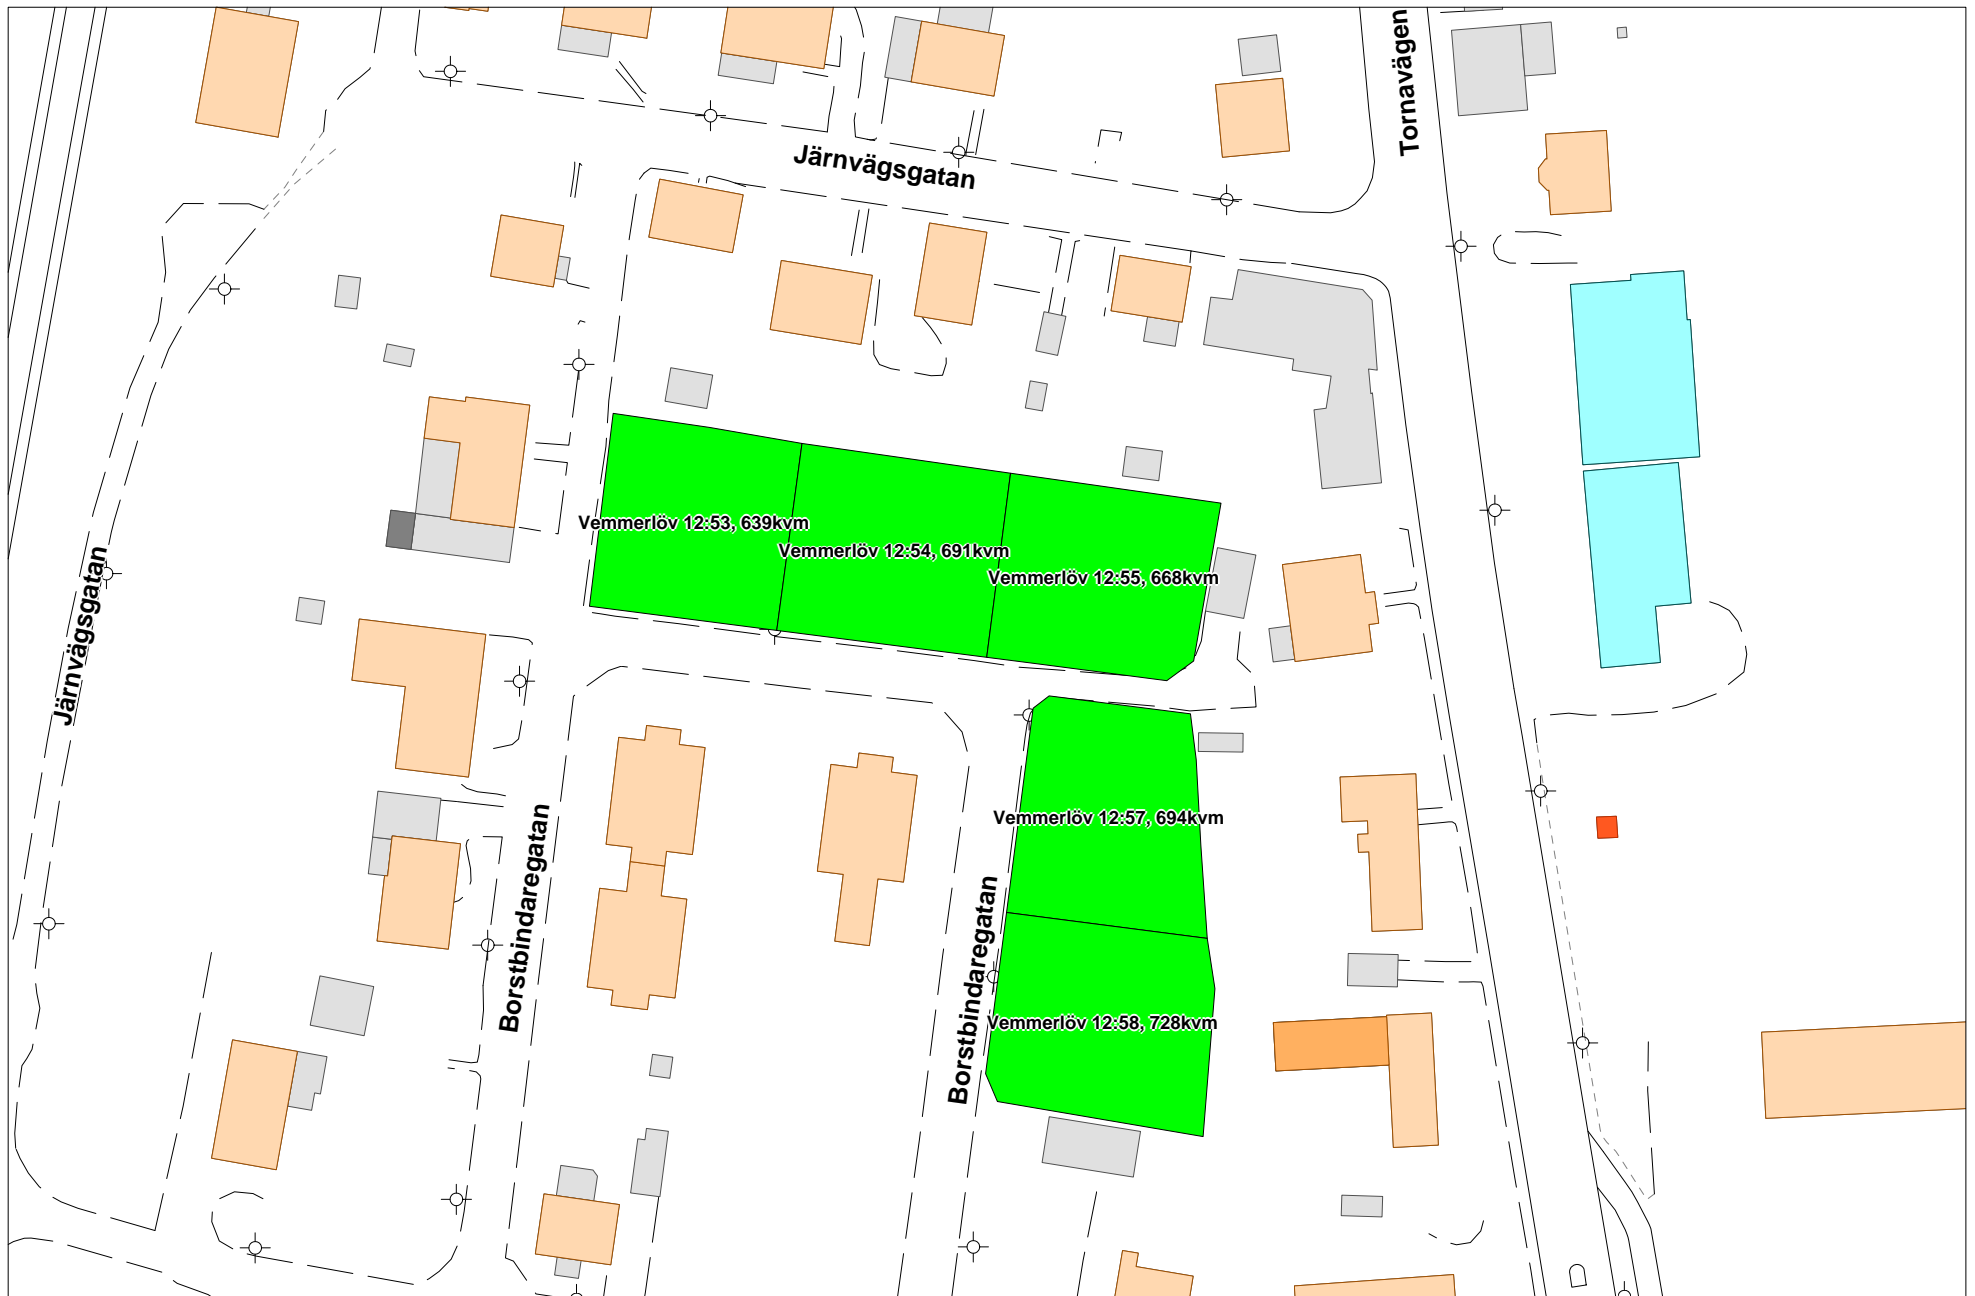 Tornavägen
Järnvägsgatan
Vemmerlöv 12:53, 639kvm
Vemmerlöv 12:54, 691kvm
Vemmerlöv 12:55, 668kvm
Järnvägsgatan
Vemmerlöv 12:57, 694kvm
Borstbindaregatan
Borstbindaregatan
Vemmerlöv 12:58, 728kvm